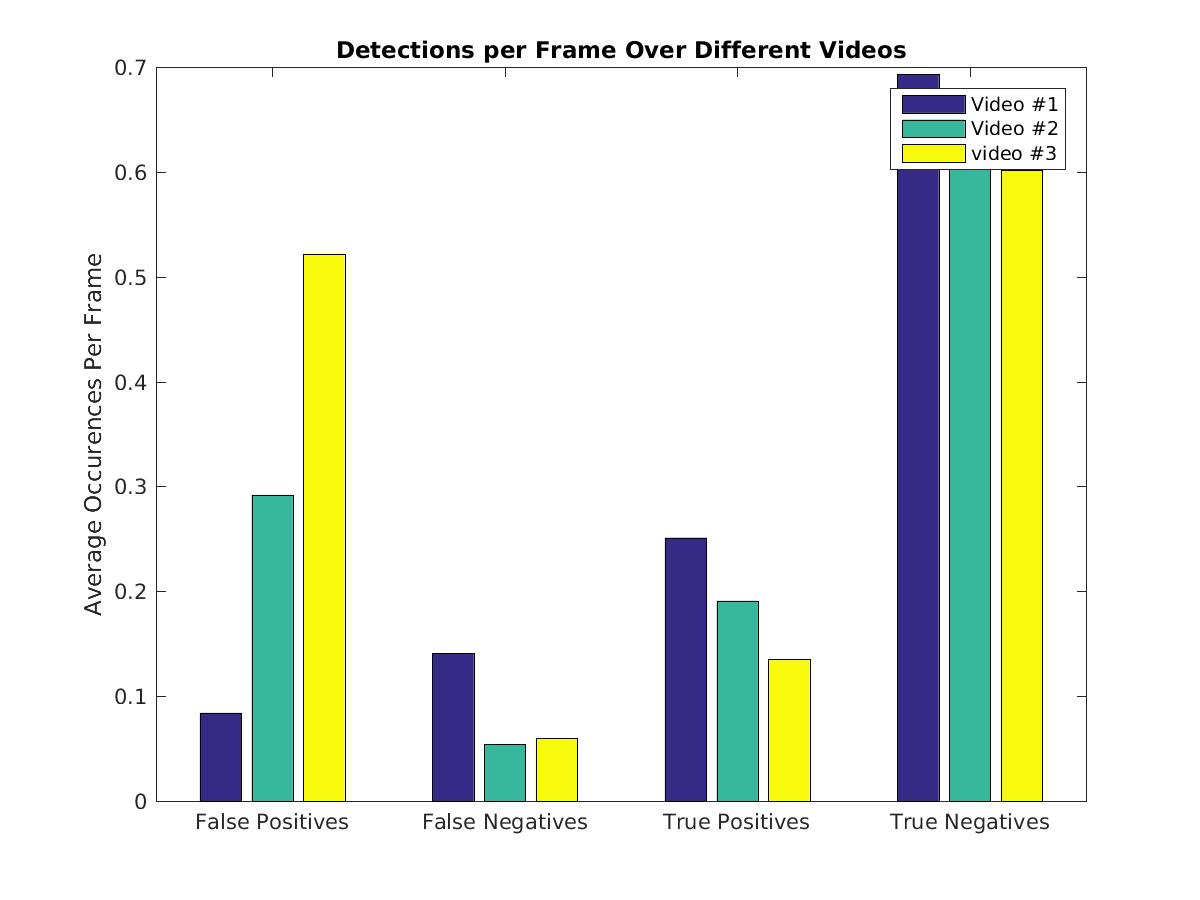 Detections per Frame Over Different Videos
0.7
0.6
0.5
0.4
0.3
0.2
0.1
0
Average Occurences Per Frame
Video #1
Video #2
video #3
False Positives
False Negatives
True Positives
True Negatives